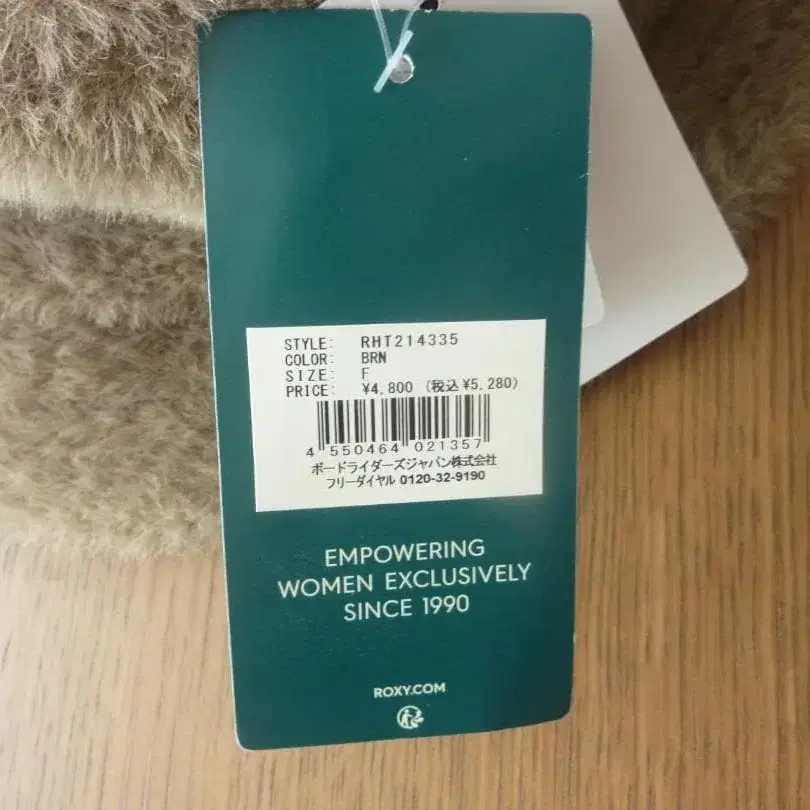 STYLE: RHT214335
COLOR: BRN
SIZE: F
PRICE: ¥4,800 (税込¥5,280)
4 550464 021357
ボードライダーズジャパン株式会社
フリーダイヤル 0120-32-9190
EMPOWERING
WOMEN EXCLUSIVELY
SINCE 1990
ROXY.COM